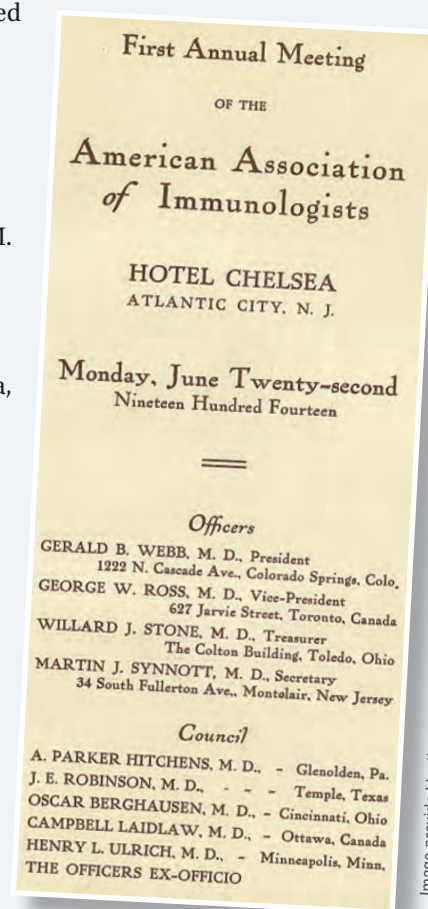 ed
M.
a,
First Annual Meeting
OF THE
American Association
of Immunologists
HOTEL CHELSEA
ATLANTIC CITY, N. J.
Monday, June Twenty-second
Nineteen Hundred Fourteen
Officers
GERALD B. WEBB, M. D., President
1222 N. Cascade Ave., Colorado Springs, Colo.
GEORGE W. ROSS, M. D., Vice-President
627 Jarvie Street, Toronto, Canada
WILLARD J. STONE, M. D., Treasurer
The Colton Building, Toledo, Ohio
MARTIN J. SYNNOTT, M. D., Secretary
34 South Fullerton Ave., Montclair, New Jersey
Council
A. PARKER HITCHENS, M. D., - Glenolden, Pa.
J. E. ROBINSON, M. D., - - - Temple, Texas
OSCAR BERGHAUSEN, M. D., - Cincinnati, Ohio
CAMPBELL LAIDLAW, M. D., - Ottawa, Canada
HENRY L. ULRICH, M. D., - Minneapolis, Minn.
THE OFFICERS EX-OFFICIO
Image provided